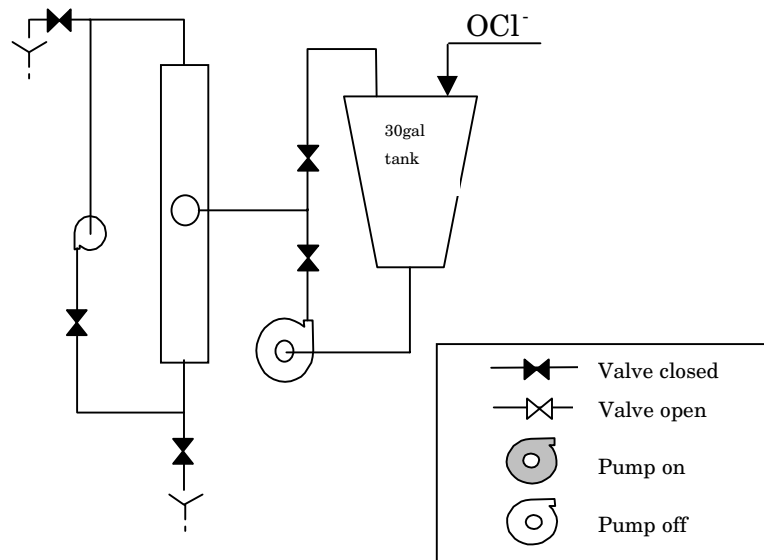 OCl⁻
30gal
tank
Valve closed
Valve open
Pump on
Pump off